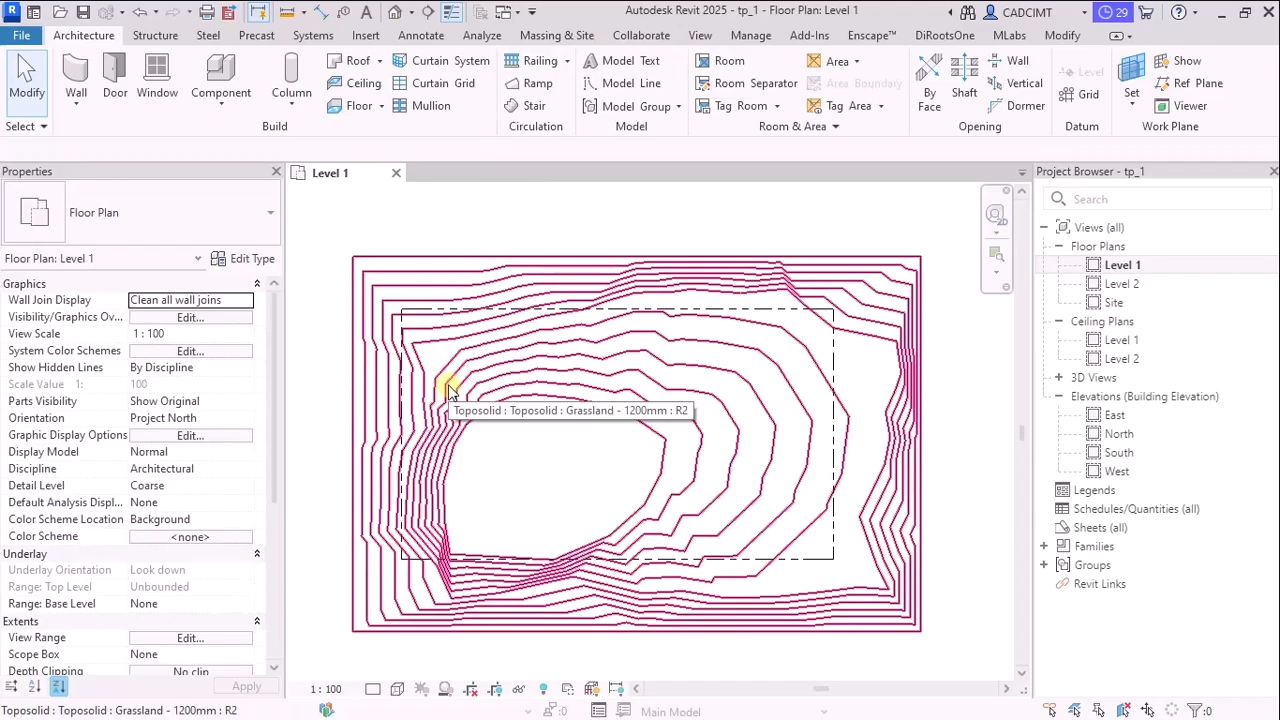 Autodesk Revit 2025 - tp_1 - Floor Plan: Level 1
CADCIMT
29
File Architecture Structure Steel Precast Systems Insert Annotate Analyze Massing & Site Collaborate View Manage Add-Ins Enscape™ DiRootsOne MLabs Modify
Modify
Wall
Door
Window
Component
Column
Roof
Ceiling
Floor
Curtain System
Curtain Grid
Mullion
Railing
Ramp
Stair
Model Text
Model Line
Model Group
Room
Room Separator
Tag Room
Area
Area Boundary
Tag Area
By Face
Shaft
Wall
Vertical
Dormer
Level
Grid
Set
Show
Ref Plane
Viewer
Select
Build
Circulation
Model
Room & Area
Opening
Datum
Work Plane
Properties
Floor Plan
Floor Plan: Level 1
Edit Type
Graphics
Wall Join Display Clean all wall joins
Visibility/Graphics Ov... Edit...
View Scale 1 : 100
System Color Schemes Edit...
Show Hidden Lines By Discipline
Scale Value 1: 100
Parts Visibility Show Original
Orientation Project North
Graphic Display Options Edit...
Display Model Normal
Discipline Architectural
Detail Level Coarse
Default Analysis Displ... None
Color Scheme Location Background
Color Scheme <none>
Underlay
Underlay Orientation Look down
Range: Top Level Unbounded
Range: Base Level None
Extents
View Range Edit...
Scope Box None
Depth Clipping No clip
Apply
Level 1
2D
Toposolid : Toposolid : Grassland - 1200mm : R2
1 : 100
Project Browser - tp_1
Search
Views (all)
Floor Plans
Level 1
Level 2
Site
Ceiling Plans
Level 1
Level 2
3D Views
Elevations (Building Elevation)
East
North
South
West
Legends
Schedules/Quantities (all)
Sheets (all)
Families
Groups
Revit Links
Toposolid : Toposolid : Grassland - 1200mm : R2
:0
Main Model
:0